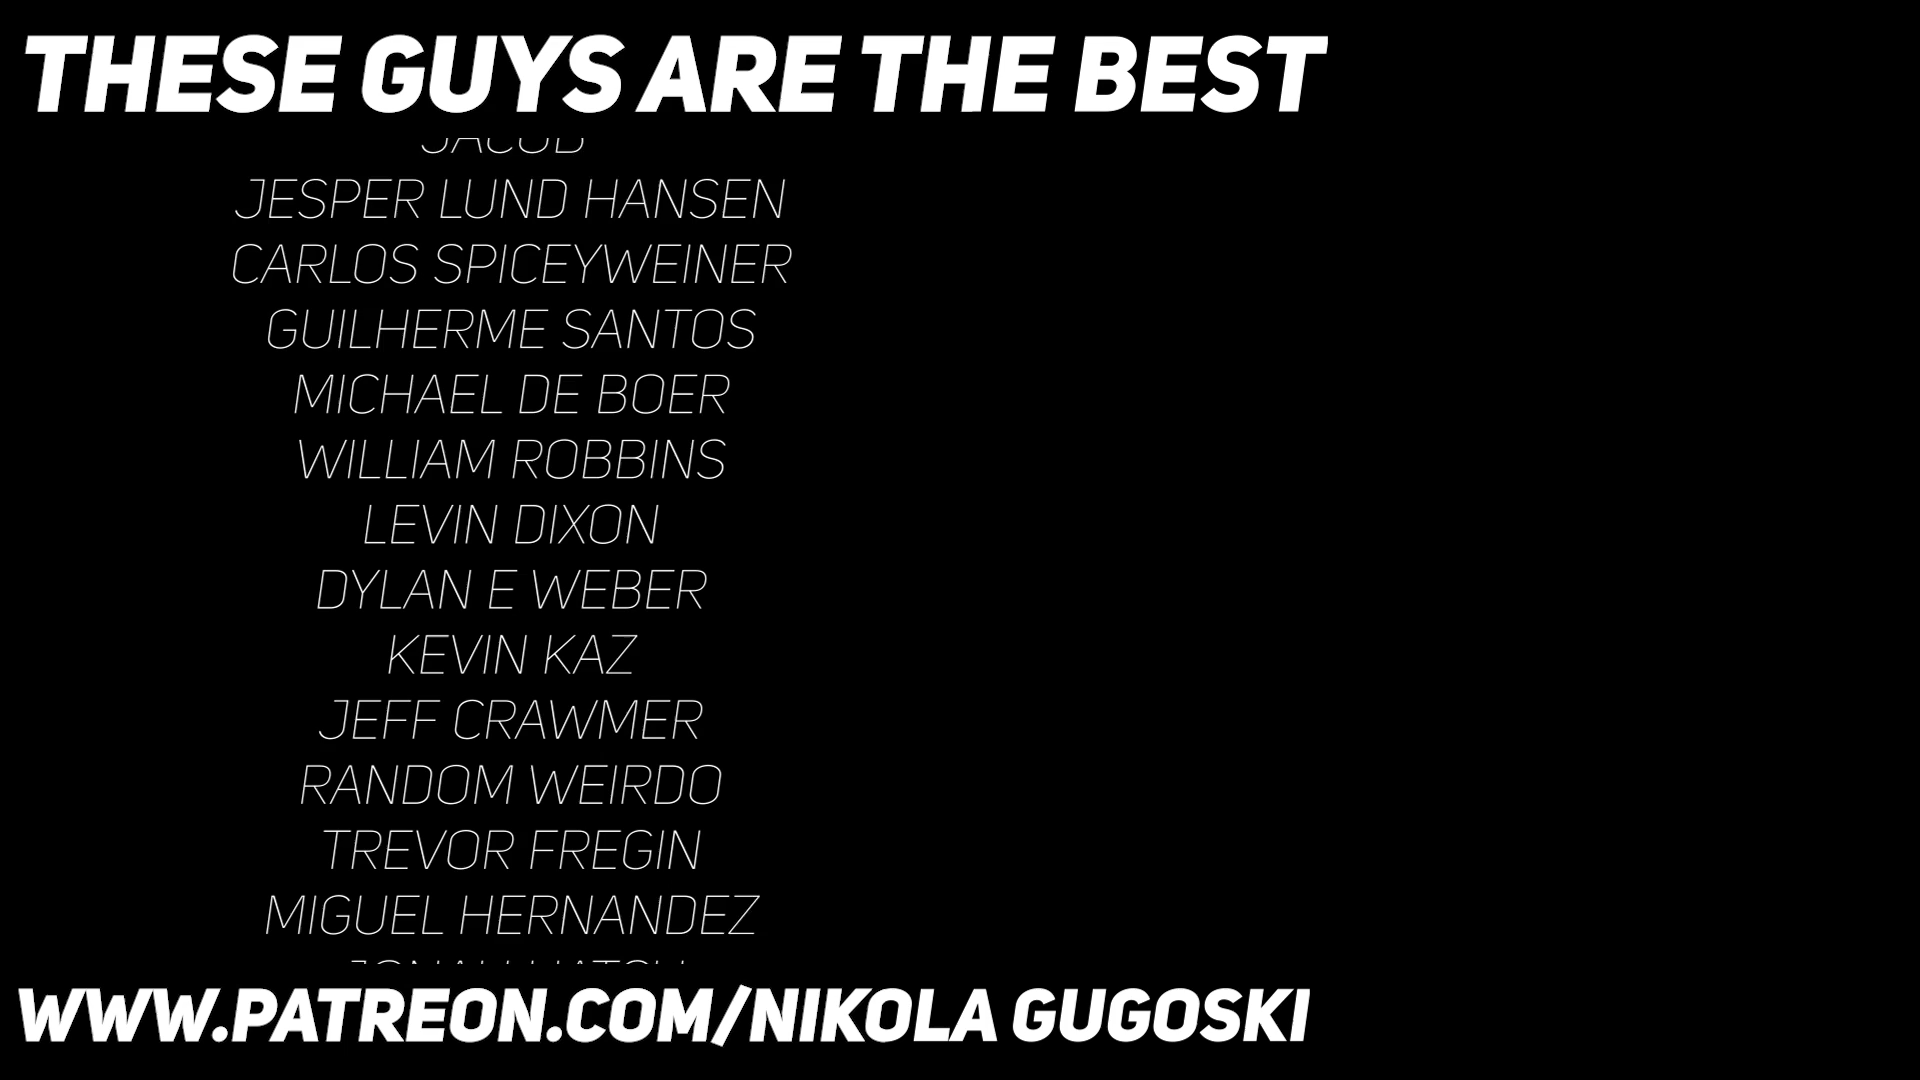 THESE GUYS ARE THE BEST
JACOB
JESPER LUND HANSEN
CARLOS SPICEYWEINER
GUILHERME SANTOS
MICHAEL DE BOER
WILLIAM ROBBINS
LEVIN DIXON
DYLAN E WEBER
KEVIN KAZ
JEFF CRAWMER
RANDOM WEIRDO
TREVOR FREGIN
MIGUEL HERNANDEZ
WWW.PATREON.COM/NIKOLA GUGOSKI